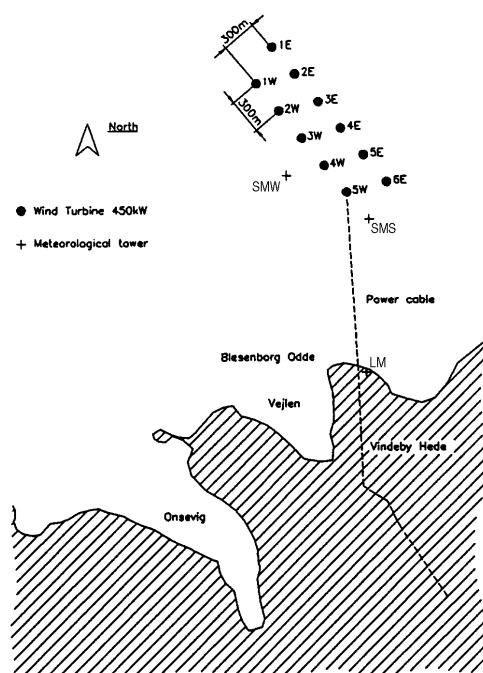 300m
1E
2E
1W
3E
2W
300m
4E
North
3W
5E
4W
SMW
6E
5W
Wind Turbine 450kW
SMS
Meteorological tower
Power cable
Blesenborg Odde
LM
Vejlen
Vindeby Hede
Onsevig